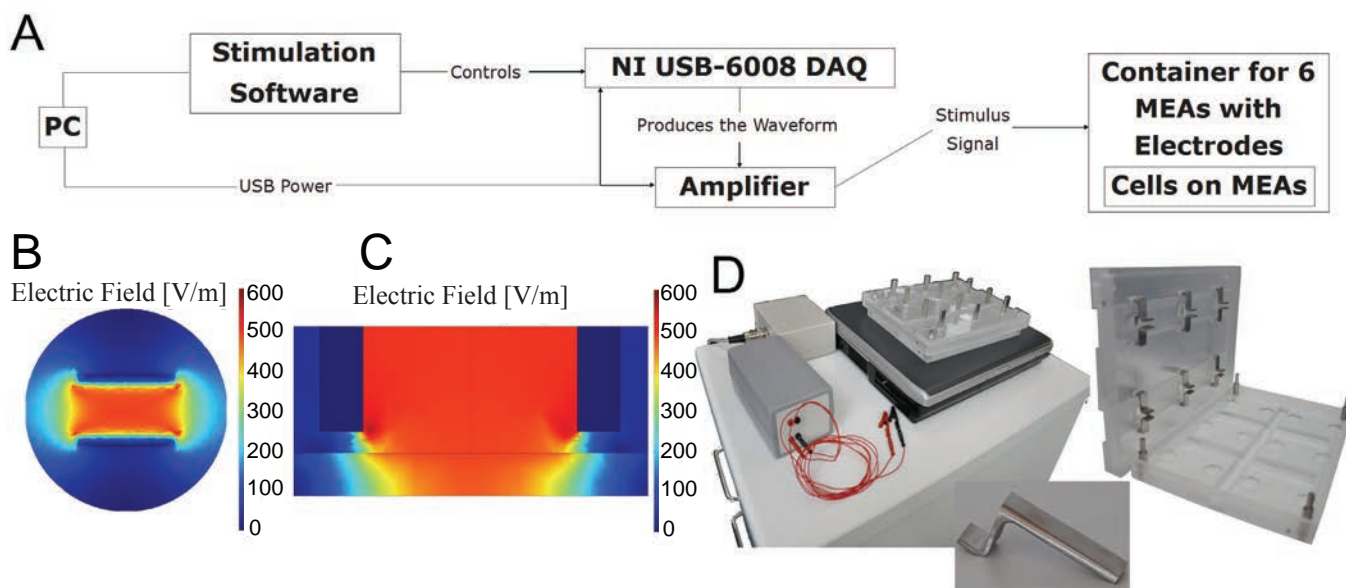 A
Stimulation
Software
Controls
NI USB-6008 DAQ
Container for 6
MEAs with
Electrodes
Cells on MEAs
PC
Produces the Waveform
Stimulus
Signal
USB Power
Amplifier
B
Electric Field [V/m]
600
500
400
300
200
100
0
C
Electric Field [V/m]
600
500
400
300
200
100
0
D